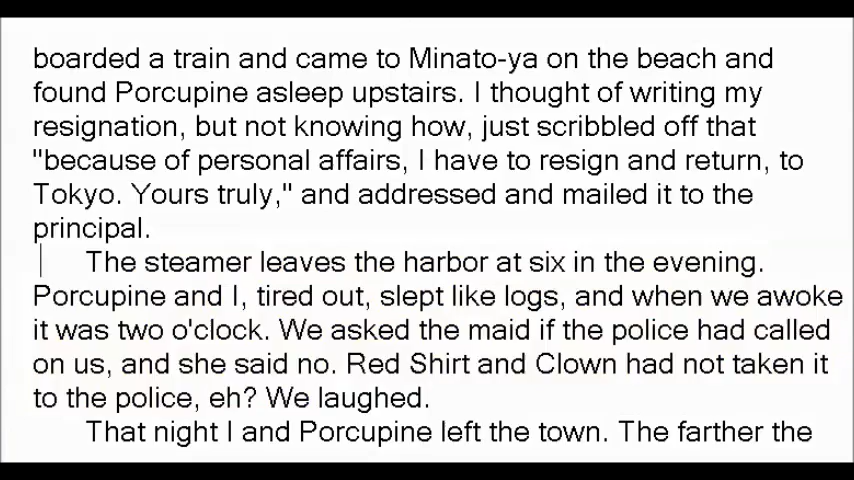 boarded a train and came to Minato-ya on the beach and
found Porcupine asleep upstairs. I thought of writing my
resignation, but not knowing how, just scribbled off that
"because of personal affairs, I have to resign and return, to
Tokyo. Yours truly," and addressed and mailed it to the
principal.
The steamer leaves the harbor at six in the evening.
Porcupine and I, tired out, slept like logs, and when we awoke
it was two o'clock. We asked the maid if the police had called
on us, and she said no. Red Shirt and Clown had not taken it
to the police, eh? We laughed.
That night I and Porcupine left the town. The farther the